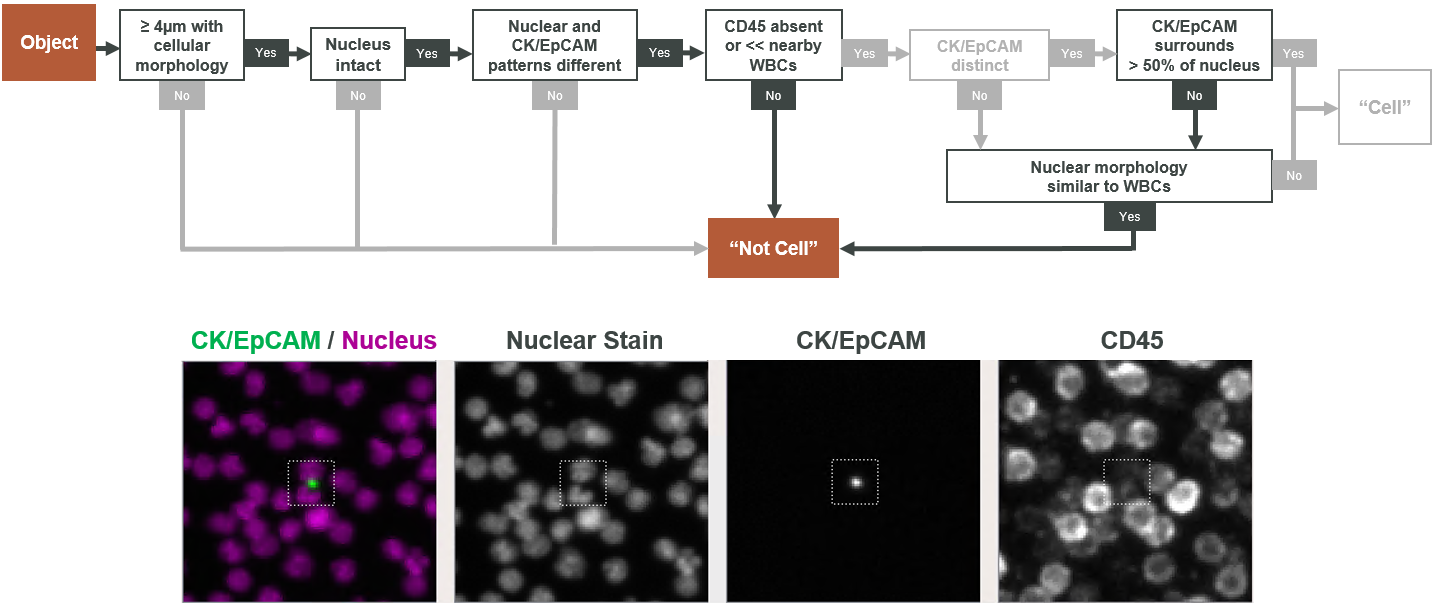 Object
≥ 4µm with
cellular
morphology
Yes
No
Nucleus
intact
Yes
No
Nuclear and
CK/EpCAM
patterns different
Yes
No
CD45 absent
or << nearby
WBCs
Yes
No
CK/EpCAM
distinct
Yes
No
CK/EpCAM
surrounds
> 50% of nucleus
Yes
No
“Cell”
Nuclear morphology
similar to WBCs
No
Yes
“Not Cell”
CK/EpCAM / Nucleus
Nuclear Stain
CK/EpCAM
CD45